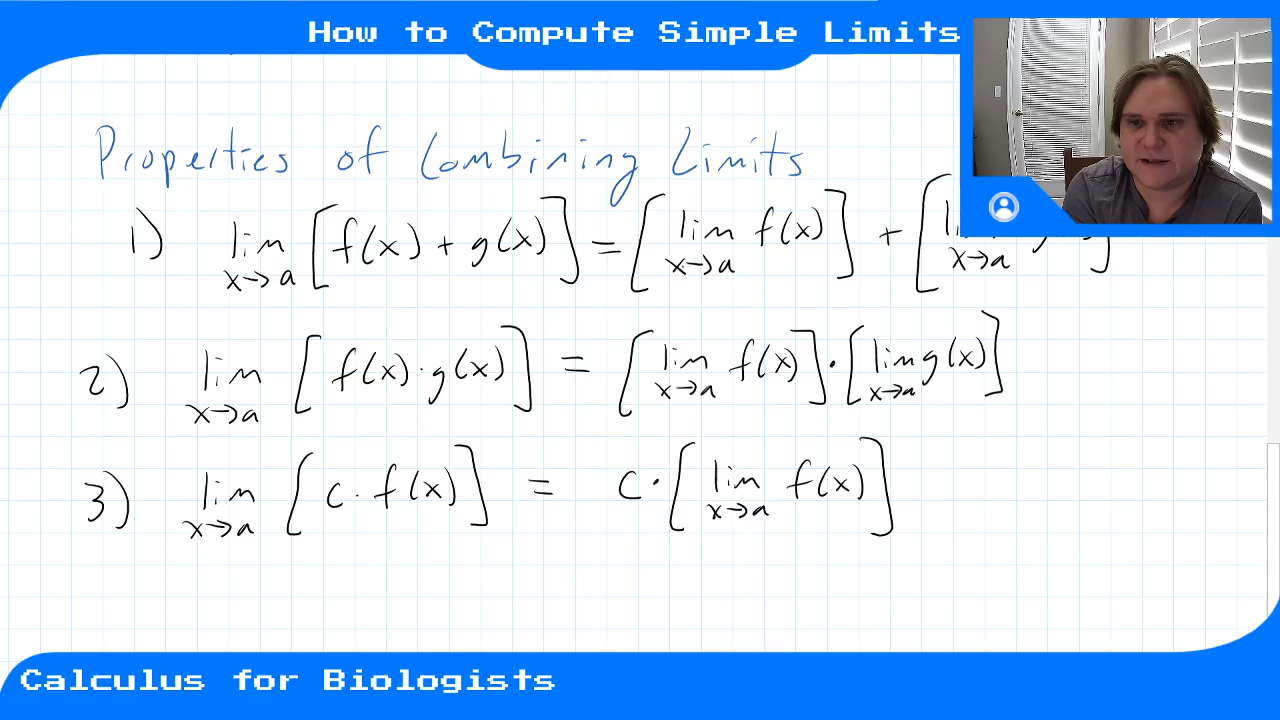 How to Compute Simple Limits
Properties of Combining Limits
1) lim x→a [f(x) + g(x)] = [lim x→a f(x)] + [lim x→a
2) lim x→a [f(x) · g(x)] = [lim x→a f(x)] · [lim x→a g(x)]
3) lim x→a [c · f(x)] = c · [lim x→a f(x)]
Calculus for Biologists